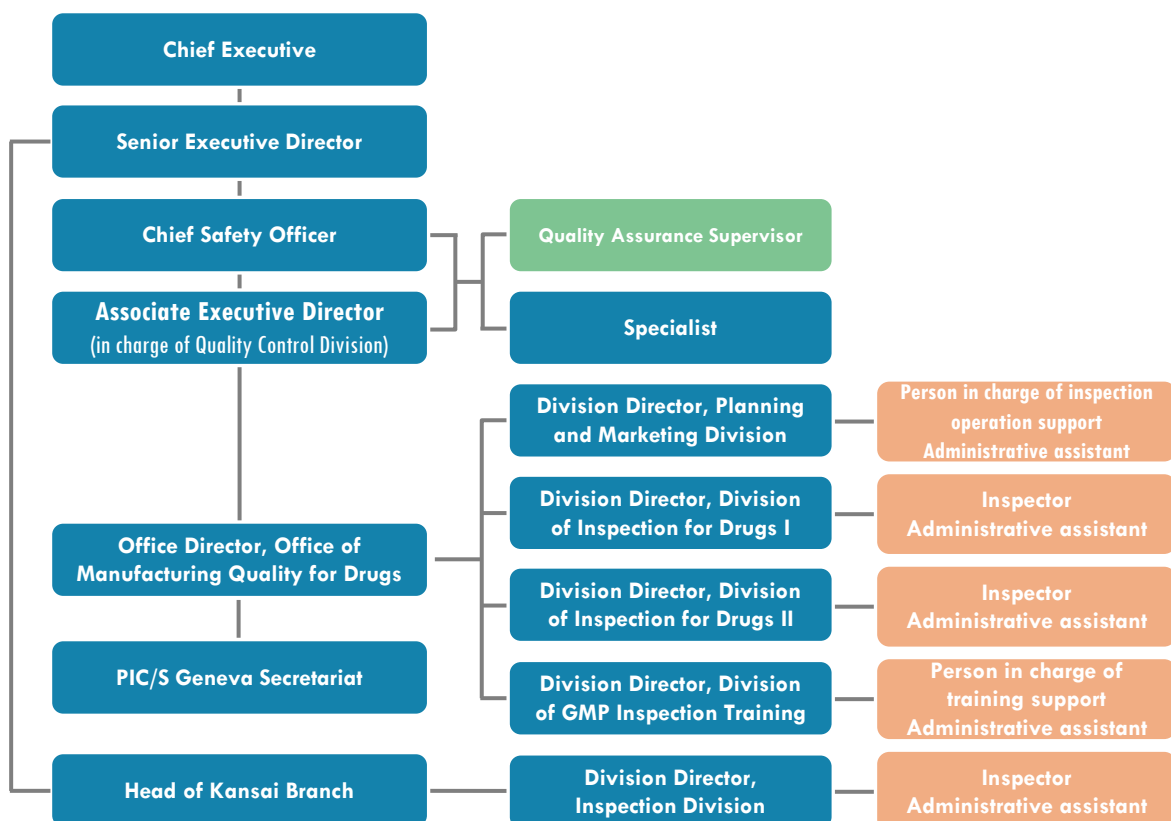 Chief Executive
Senior Executive Director
Chief Safety Officer
Quality Assurance Supervisor
Associate Executive Director
(in charge of Quality Control Division)
Specialist
Division Director, Planning
and Marketing Division
Person in charge of inspection
operation support
Administrative assistant
Division Director, Division
of Inspection for Drugs I
Inspector
Administrative assistant
Office Director, Office of
Manufacturing Quality for Drugs
Division Director, Division
of Inspection for Drugs II
Inspector
Administrative assistant
PIC/S Geneva Secretariat
Division Director, Division
of GMP Inspection Training
Person in charge of
training support
Administrative assistant
Head of Kansai Branch
Division Director,
Inspection Division
Inspector
Administrative assistant